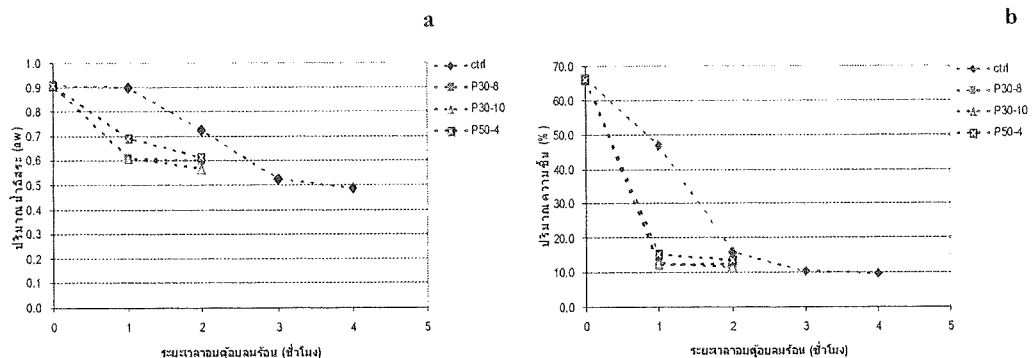 a
1.0
0.9
0.8
0.7
0.6
0.5
0.4
0.3
0.2
0.1
0.0
0 1 2 3 4 5
ปริมาณน้ำอิสระ (aw)
ระยะเวลาอบตู้อบลมร้อน (ชั่วโมง)
ctrl
P30-8
P30-10
P50-4
b
70.0
60.0
50.0
40.0
30.0
20.0
10.0
0.0
0 1 2 3 4 5
ปริมาณความชื้น (%)
ระยะเวลาอบตู้อบลมร้อน (ชั่วโมง)
ctrl
P30-8
P30-10
P50-4